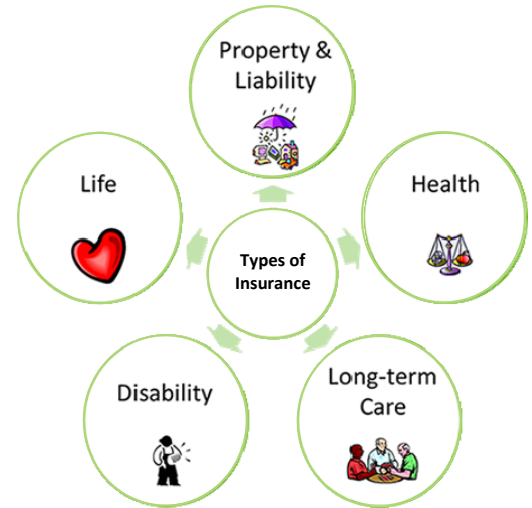 Property &
Liability
Life
Health
Types of
Insurance
Disability
Long-term
Care